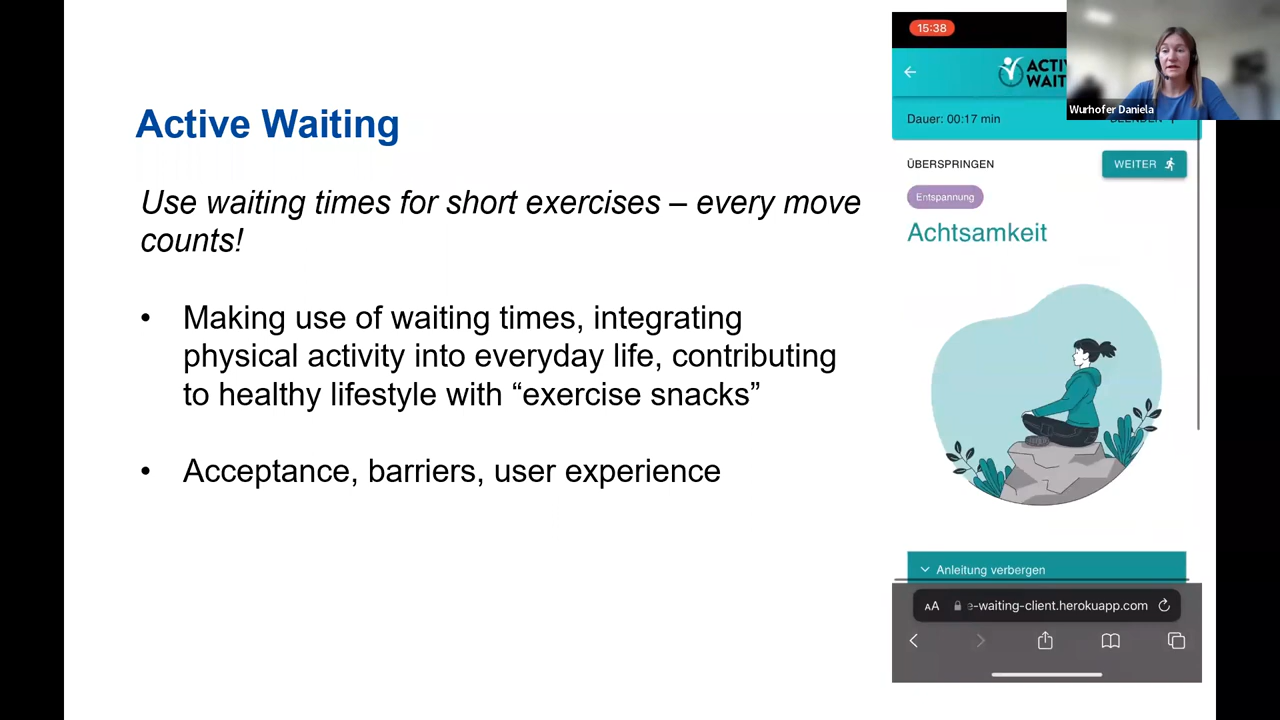 Active Waiting
Use waiting times for short exercises – every move
counts!
• Making use of waiting times, integrating
physical activity into everyday life, contributing
to healthy lifestyle with “exercise snacks”
• Acceptance, barriers, user experience
15:38
Dauer: 00:17 min
ÜBERSPRINGEN
WEITER
Entspannung
Achtsamkeit
Anleitung verbergen
AA
e-waiting-client.herokuapp.com
Wurhofer Daniela